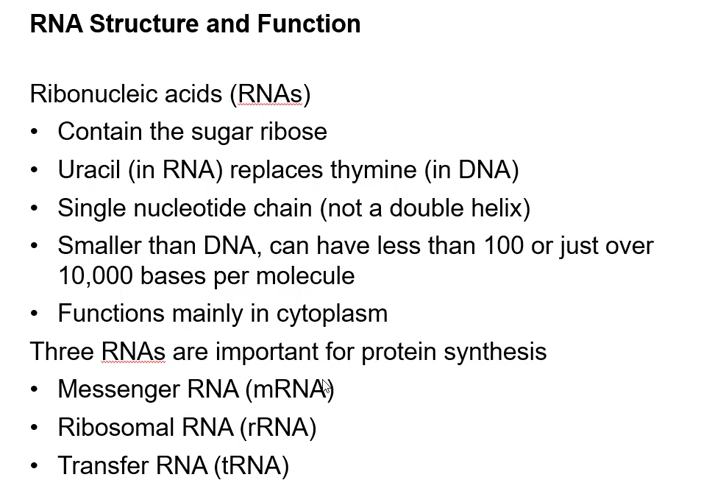 RNA Structure and Function
Ribonucleic acids (RNAs)
• Contain the sugar ribose
• Uracil (in RNA) replaces thymine (in DNA)
• Single nucleotide chain (not a double helix)
• Smaller than DNA, can have less than 100 or just over
10,000 bases per molecule
• Functions mainly in cytoplasm
Three RNAs are important for protein synthesis
• Messenger RNA (mRNA)
• Ribosomal RNA (rRNA)
• Transfer RNA (tRNA)